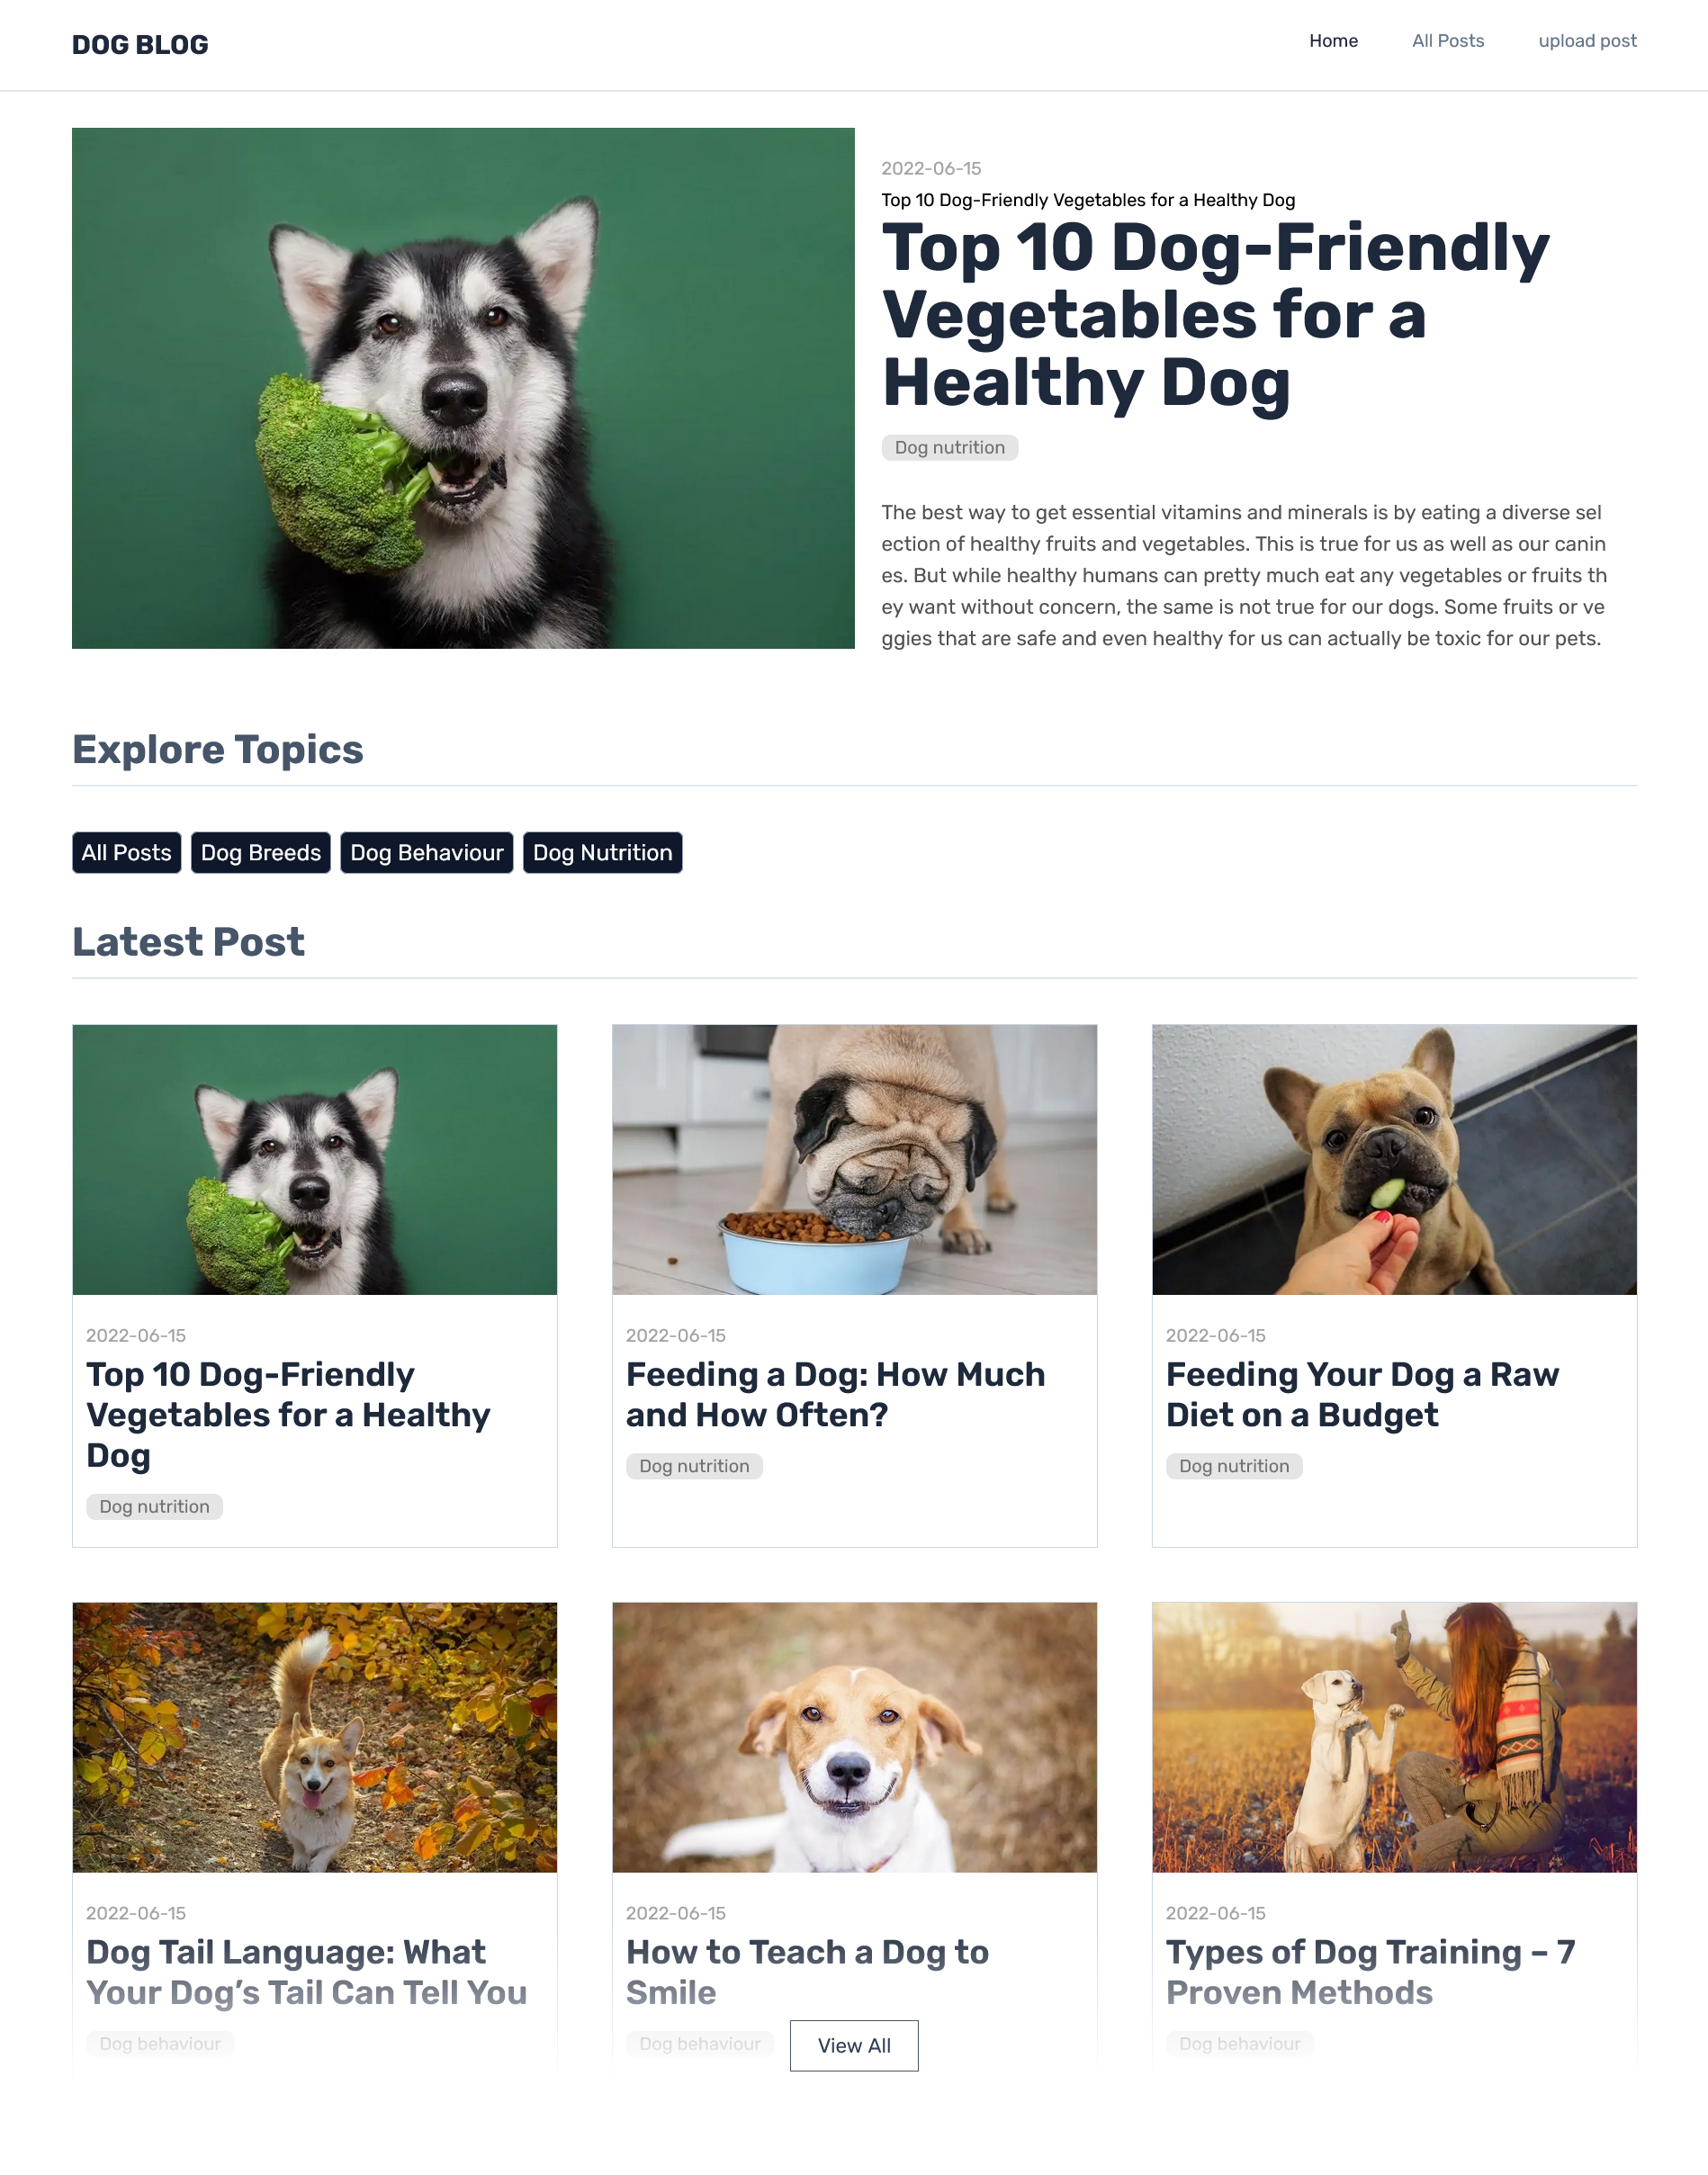 DOG BLOG
Home
All Posts
upload post
2022-06-15
Top 10 Dog-Friendly Vegetables for a Healthy Dog
Top 10 Dog-Friendly
Vegetables for a
Healthy Dog
Dog nutrition
The best way to get essential vitamins and minerals is by eating a diverse sel
ection of healthy fruits and vegetables. This is true for us as well as our canin
es. But while healthy humans can pretty much eat any vegetables or fruits th
ey want without concern, the same is not true for our dogs. Some fruits or ve
ggies that are safe and even healthy for us can actually be toxic for our pets.
Explore Topics
All Posts
Dog Breeds
Dog Behaviour
Dog Nutrition
Latest Post
2022-06-15
Top 10 Dog-Friendly
Vegetables for a Healthy
Dog
Dog nutrition
2022-06-15
Feeding a Dog: How Much
and How Often?
Dog nutrition
2022-06-15
Feeding Your Dog a Raw
Diet on a Budget
Dog nutrition
2022-06-15
Dog Tail Language: What
Your Dog’s Tail Can Tell You
Dog behaviour
2022-06-15
How to Teach a Dog to
Smile
Dog behaviour
2022-06-15
Types of Dog Training – 7
Proven Methods
Dog behaviour
View All